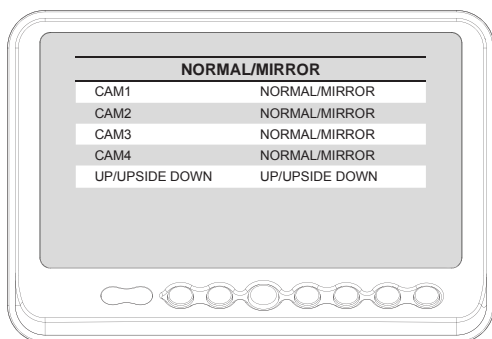 NORMAL/MIRROR
CAM1 NORMAL/MIRROR
CAM2 NORMAL/MIRROR
CAM3 NORMAL/MIRROR
CAM4 NORMAL/MIRROR
UP/UPSIDE DOWN UP/UPSIDE DOWN